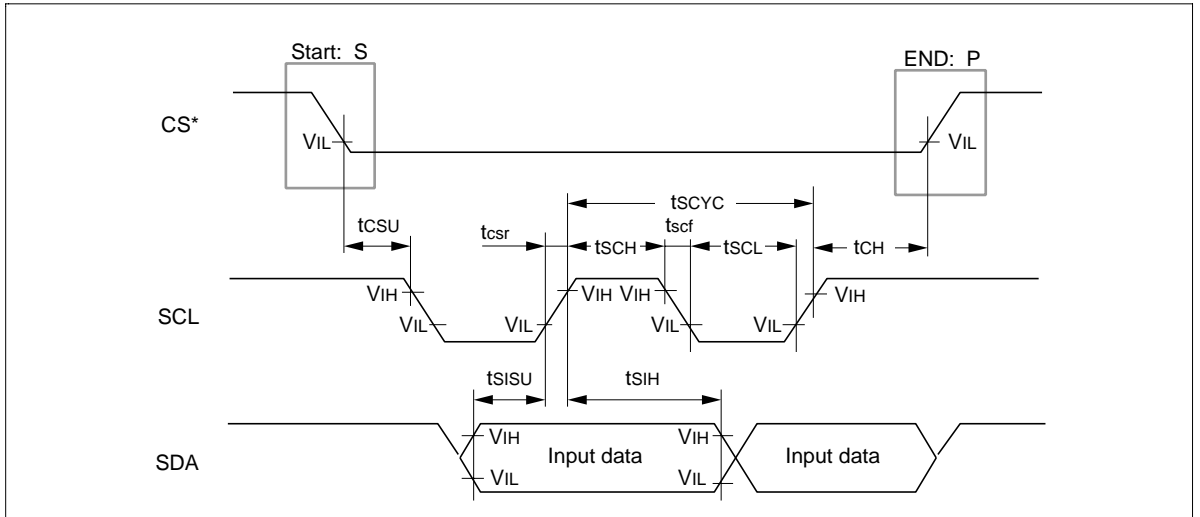 Start: S
END: P
CS*
VIL
VIL
tSCYC
tCSU
tcsr
tscf
tSCH
tSCL
tCH
SCL
VIH
VIH
VIH
VIH
VIL
VIL
VIL
VIL
tSISU
tSIH
SDA
VIH
VIH
Input data
Input data
VIL
VIL